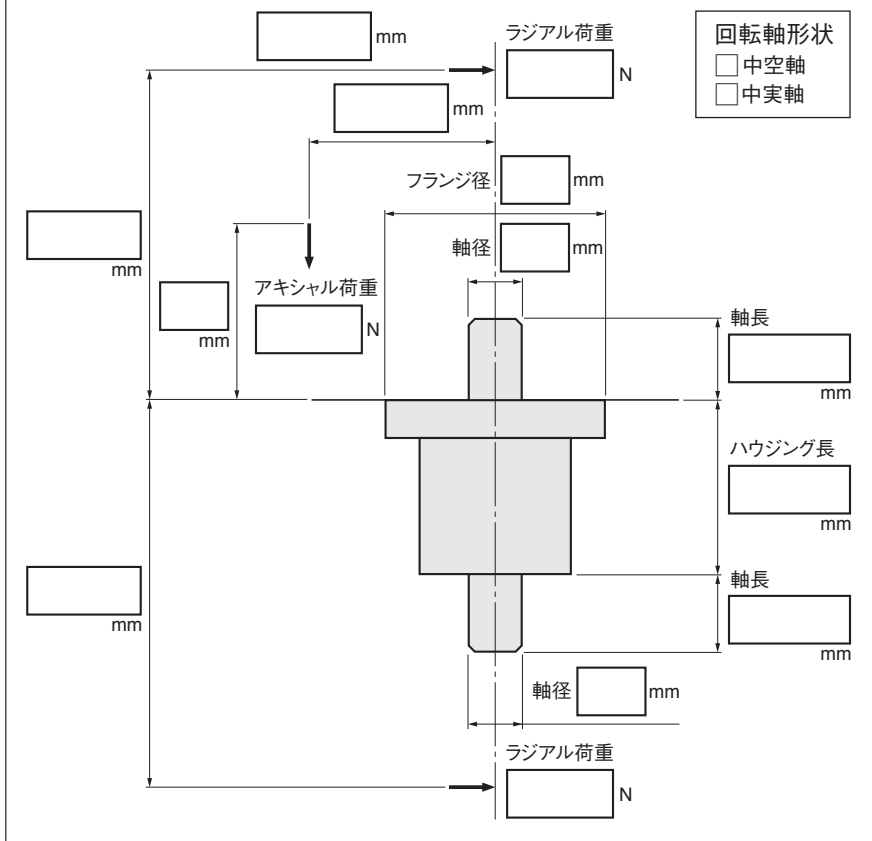 mm
ラジアル荷重
N
回転軸形状
□中空軸
□中実軸
mm
フランジ径
mm
軸径
mm
mm
アキシャル荷重
N
mm
軸長
mm
ハウジング長
mm
軸長
mm
mm
軸径
mm
ラジアル荷重
N